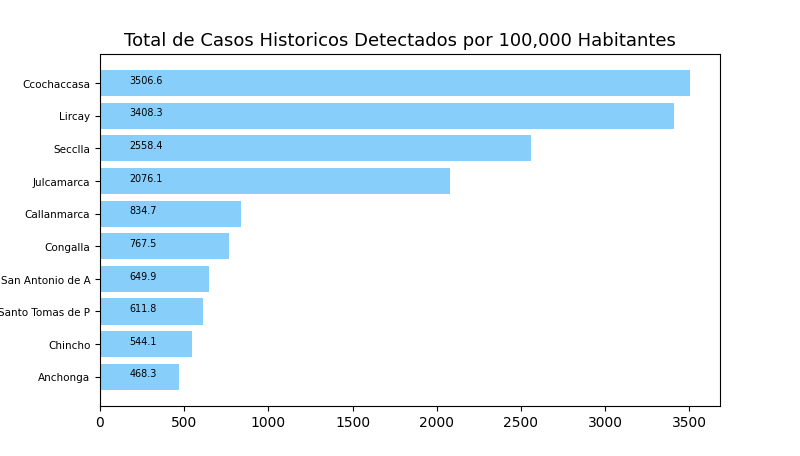 Total de Casos Historicos Detectados por 100,000 Habitantes
Ccochaccasa 3506.6
Lircay 3408.3
Secclla 2558.4
Julcamarca 2076.1
Callanmarca 834.7
Congalla 767.5
San Antonio de A 649.9
Santo Tomas de P 611.8
Chincho 544.1
Anchonga 468.3
0 500 1000 1500 2000 2500 3000 3500